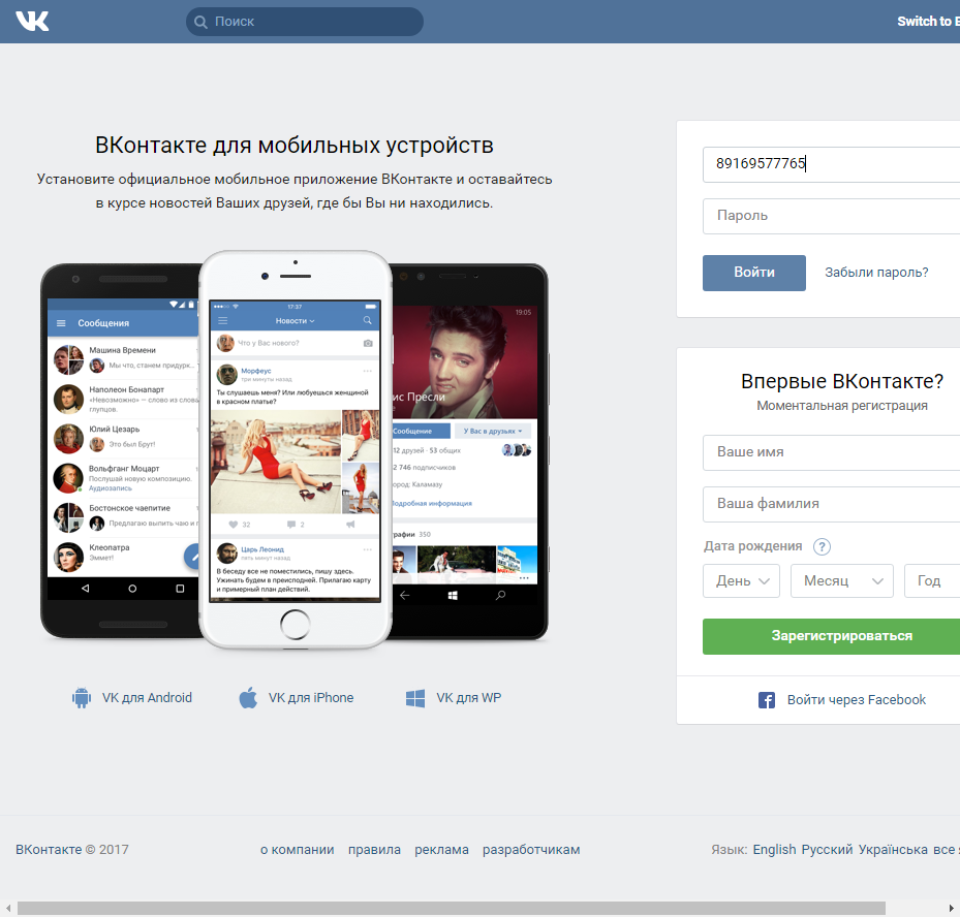 Поиск
Switch to E
ВКонтакте для мобильных устройств
Установите официальное мобильное приложение ВКонтакте и оставайтесь
в курсе новостей Ваших друзей, где бы Вы ни находились.
89169577765
Пароль
Войти
Забыли пароль?
Сообщения
Машина Времени
Мы что, станем придурк...
Наполеон Бонапарт
«Невозможно» — слово из слова
глупцов.
Юлий Цезарь
Это был Брут!
Вольфганг Моцарт
Послушай новую композицию.
Аудиозапись
Бостонское чаепитие
Предлагаю выпить чаю и
Клеопатра
Эммет!
17:27
Новости
Что у Вас нового?
Морфеус
три минуты назад
Ты слушаешь меня? Или любуешься женщиной
в красном платье?
32
2
Царь Леонид
пять минут назад
В беседу все не поместились, пишу здесь.
Ужинать будем в преисподней. Прилагаю карту
и примерный план действий.
19:05
ис Пресли
Сообщение
У Вас в друзьях
12 друзей · 53 общих
2 746 подписчиков
ород: Каламазу
Подробная информация
рафии 350
VK для Android
VK для iPhone
VK для WP
Впервые ВКонтакте?
Моментальная регистрация
Ваше имя
Ваша фамилия
Дата рождения ?
День
Месяц
Год
Зарегистрироваться
Войти через Facebook
ВКонтакте © 2017
о компании правила реклама разработчикам
Язык: English Русский Українська все